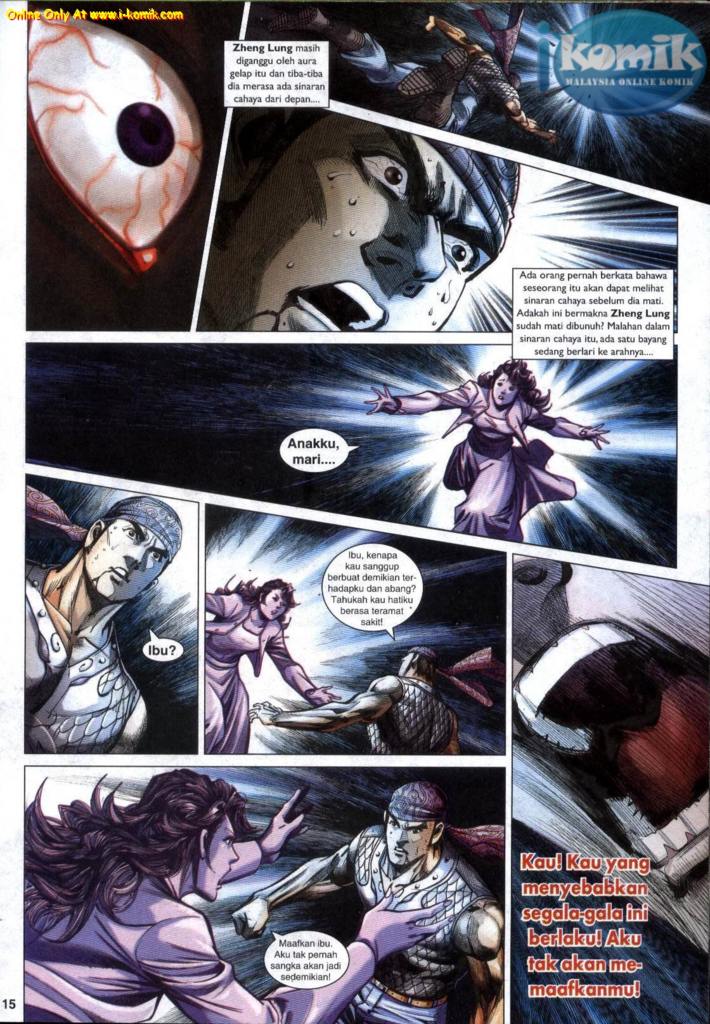 Online Only At www.i-komik.com
ikomik
MALAYSIA ONLINE KOMIK
Zheng Lung masih
diganggu oleh aura
gelap itu dan tiba-tiba
dia merasa ada sinaran
cahaya dari depan....
Ada orang pernah berkata bahawa
seseorang itu akan dapat melihat
sinaran cahaya sebelum dia mati.
Adakah ini bermakna Zheng Lung
sudah mati dibunuh? Malahan dalam
sinaran cahaya itu, ada satu bayang
sedang berlari ke arahnya....
Anakku,
mari....
Ibu?
Ibu, kenapa
kau sanggup
berbuat demikian ter-
hadapku dan abang?
Tahukah kau hatiku
berasa teramat
sakit!
Kau! Kau yang
menyebabkan
segala-gala ini
berlaku! Aku
tak akan me-
maafkanmu!
Maafkan ibu.
Aku tak pernah
sangka akan jadi
sedemikian!
15